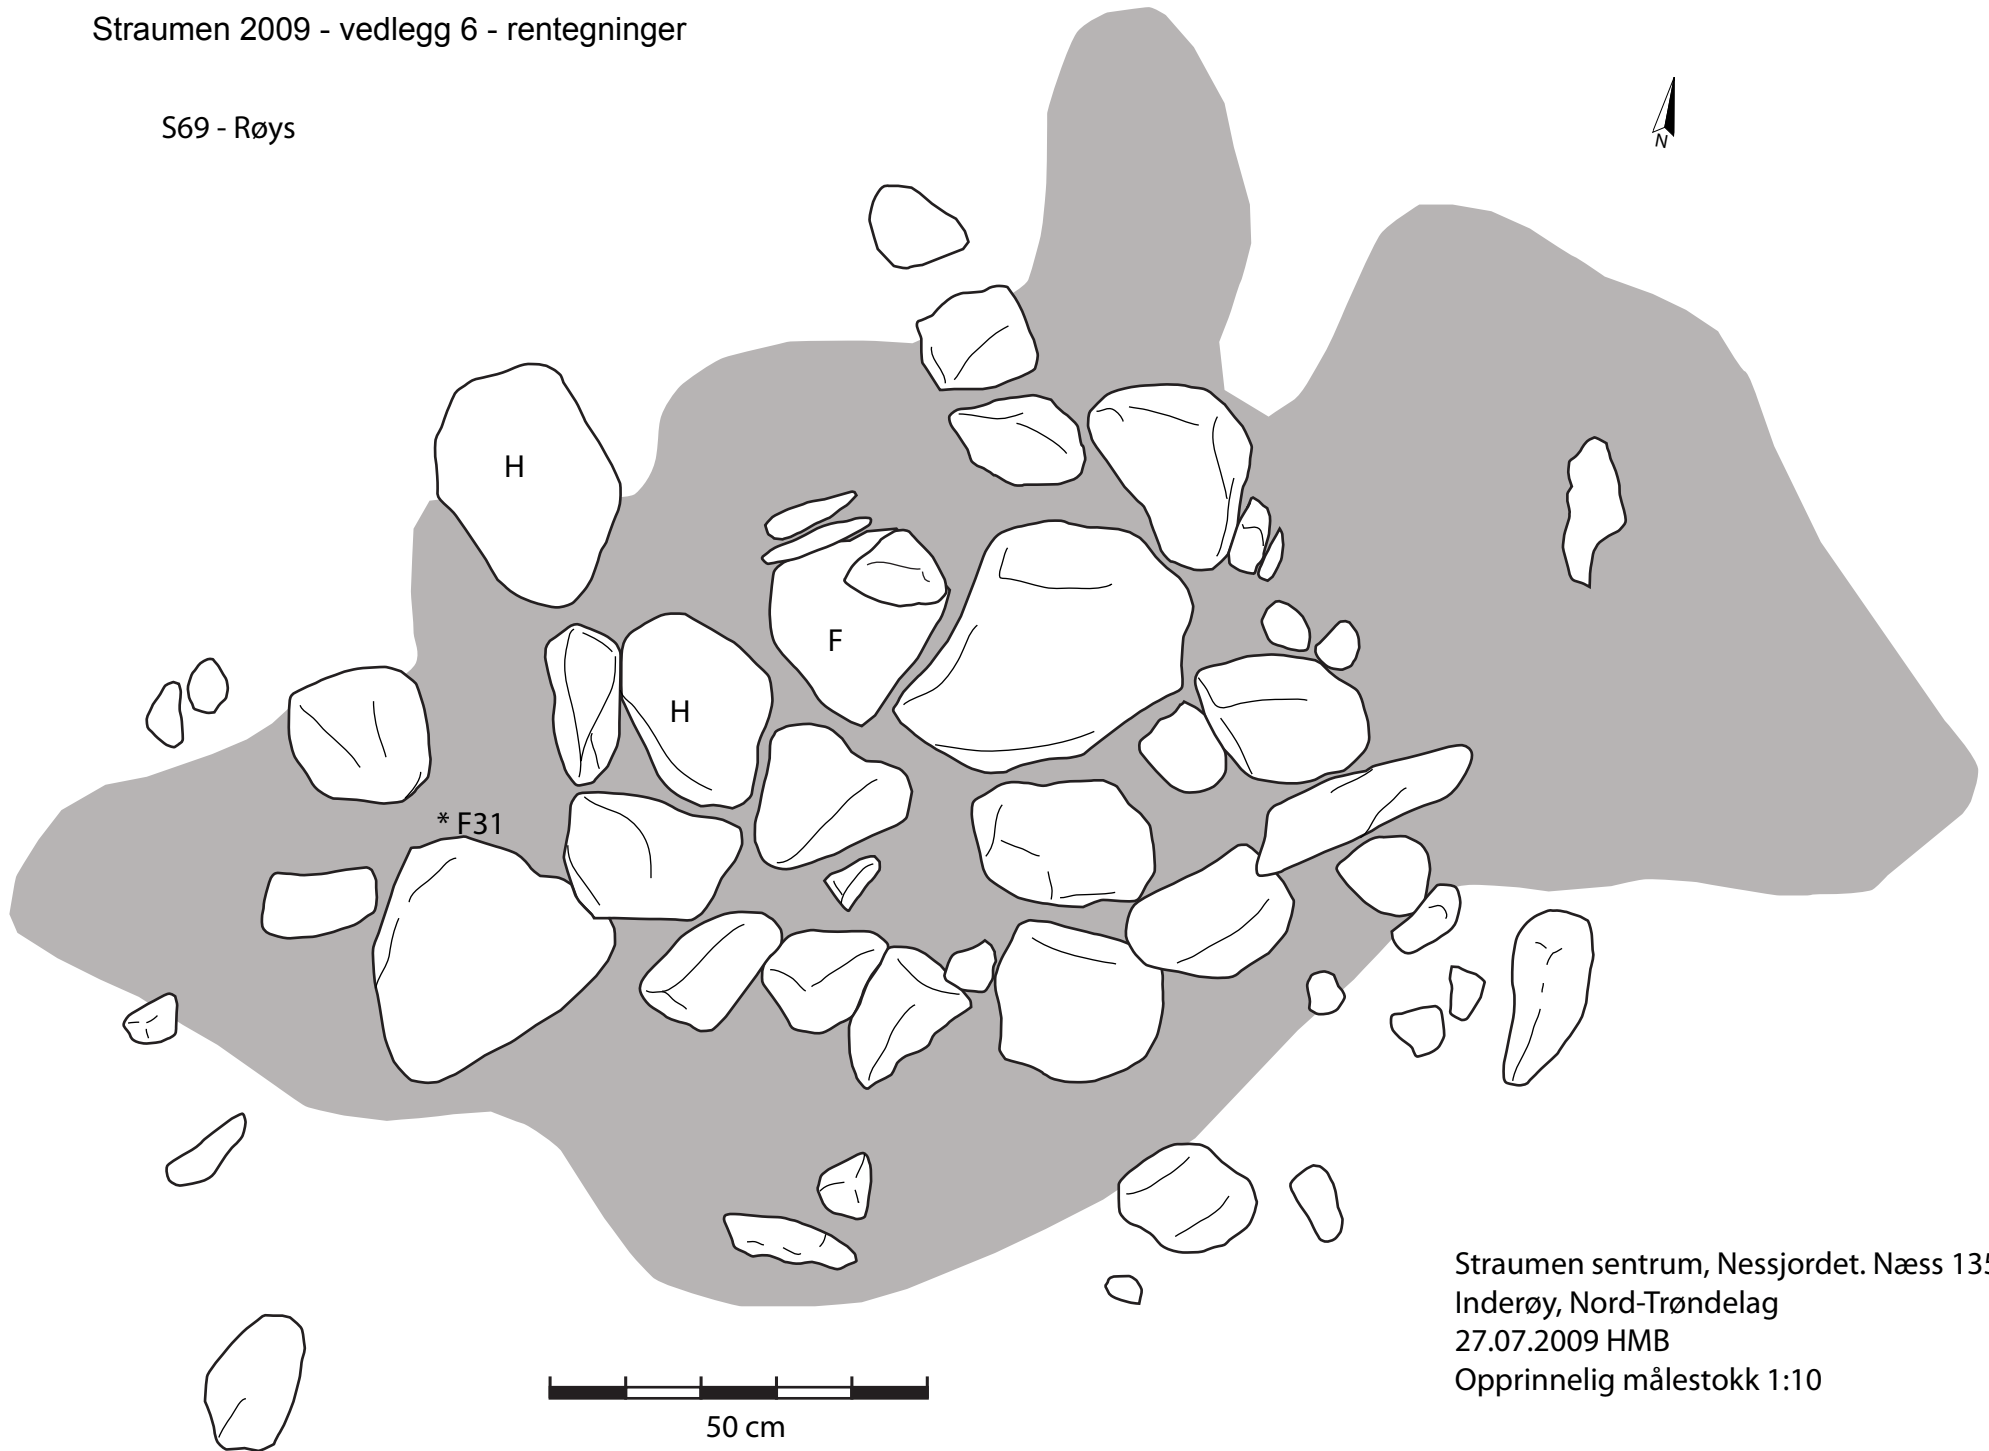 Straumen 2009 - vedlegg 6 - rentegninger
S69 - Røys
N
H
F
H
* F31
Straumen sentrum, Nessjordet. Næss 135
Inderøy, Nord-Trøndelag
27.07.2009 HMB
Opprinnelig målestokk 1:10
50 cm